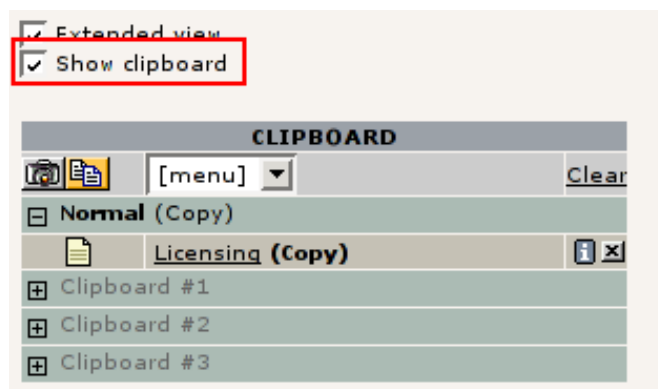 Extended view
Show clipboard
CLIPBOARD
[menu] Clear
Normal (Copy)
Licensing (Copy)
Clipboard #1
Clipboard #2
Clipboard #3